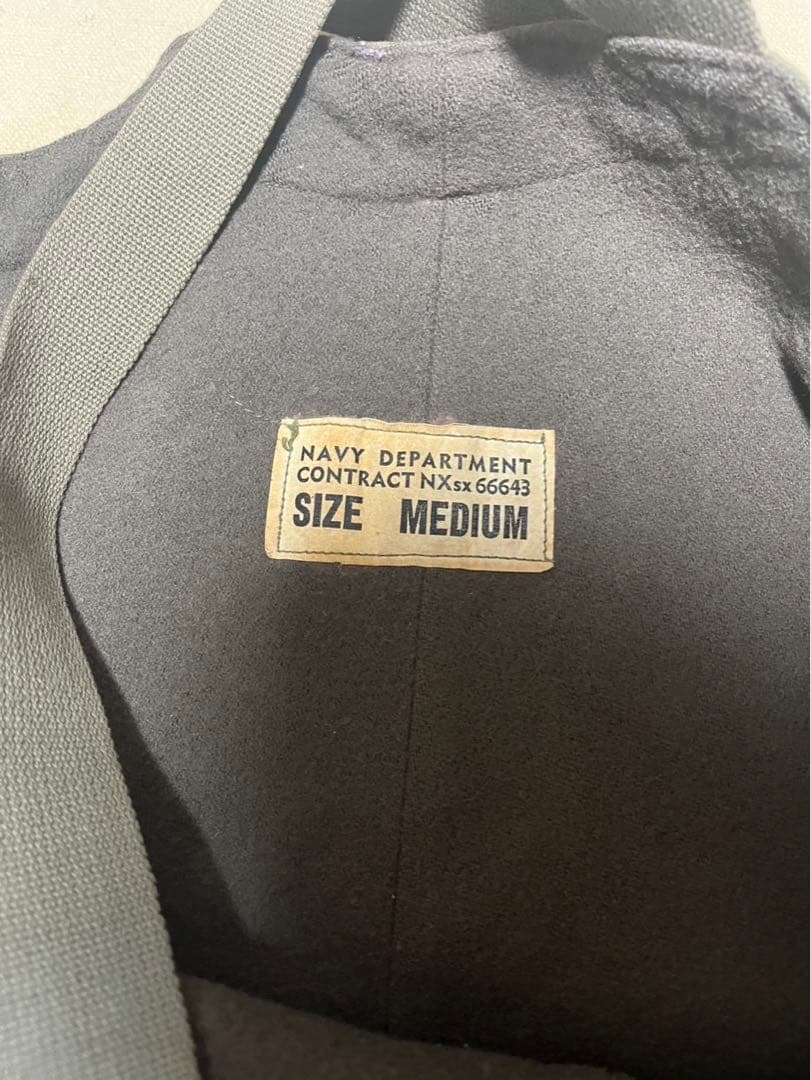 NAVY DEPARTMENT
CONTRACT NXsx 66643
SIZE MEDIUM